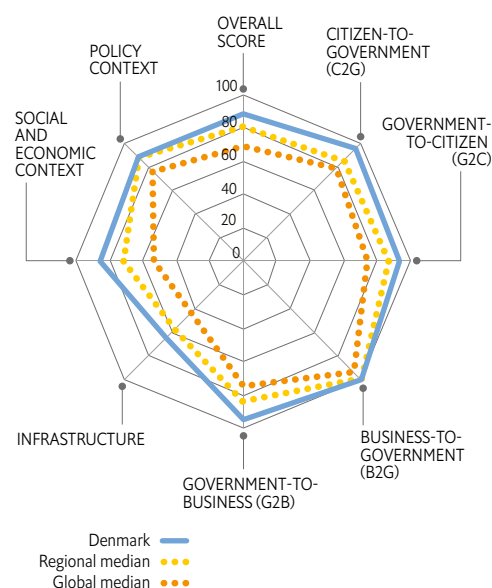 OVERALL
SCORE
CITIZEN-TO-
GOVERNMENT
(C2G)
GOVERNMENT-
TO-CITIZEN
(G2C)
BUSINESS-TO-
GOVERNMENT
(B2G)
GOVERNMENT-TO-
BUSINESS (G2B)
INFRASTRUCTURE
SOCIAL
AND
ECONOMIC
CONTEXT
POLICY
CONTEXT
100
80
60
40
20
0
Denmark
Regional median
Global median